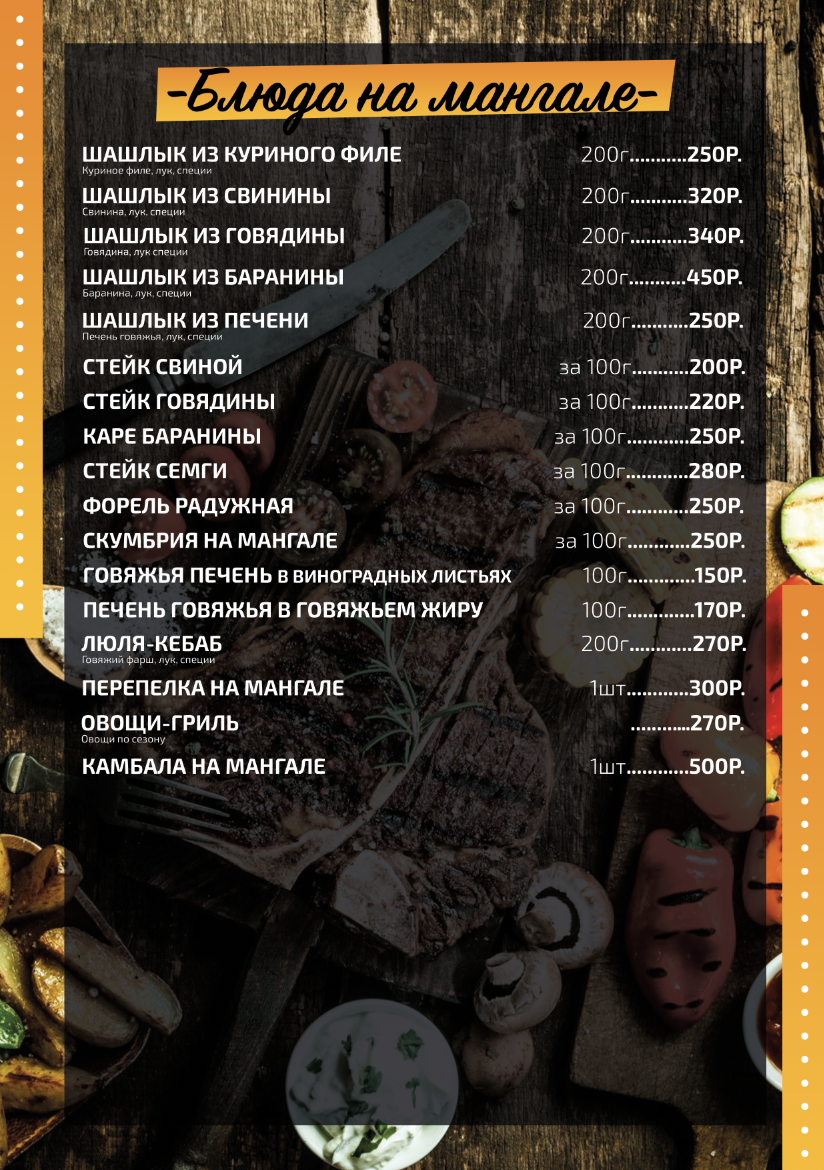 -Блюда на мангале-
ШАШЛЫК ИЗ КУРИНОГО ФИЛЕ 200г...........250Р.
Куриное филе, лук, специи
ШАШЛЫК ИЗ СВИНИНЫ 200г...........320Р.
Свинина, лук. специи
ШАШЛЫК ИЗ ГОВЯДИНЫ 200г...........340Р.
Говядина, лук специи
ШАШЛЫК ИЗ БАРАНИНЫ 200г...........450Р.
Баранина, лук, специи
ШАШЛЫК ИЗ ПЕЧЕНИ 200г...........250Р.
Печень говяжья, лук, специи
СТЕЙК СВИНОЙ за 100г...........200Р.
СТЕЙК ГОВЯДИНЫ за 100г...........220Р.
КАРЕ БАРАНИНЫ за 100г............250Р.
СТЕЙК СЕМГИ за 100г............280Р.
ФОРЕЛЬ РАДУЖНАЯ за 100г............250Р.
СКУМБРИЯ НА МАНГАЛЕ за 100г............250Р.
ГОВЯЖЬЯ ПЕЧЕНЬ В ВИНОГРАДНЫХ ЛИСТЬЯХ 100г.............150Р.
ПЕЧЕНЬ ГОВЯЖЬЯ В ГОВЯЖЬЕМ ЖИРУ 100г.............170Р.
ЛЮЛЯ-КЕБАБ 200г............270Р.
Говяжий фарш, лук, специи
ПЕРЕПЕЛКА НА МАНГАЛЕ 1шт............300Р.
ОВОЩИ-ГРИЛЬ ............270Р.
Овощи по сезону
КАМБАЛА НА МАНГАЛЕ 1шт............500Р.